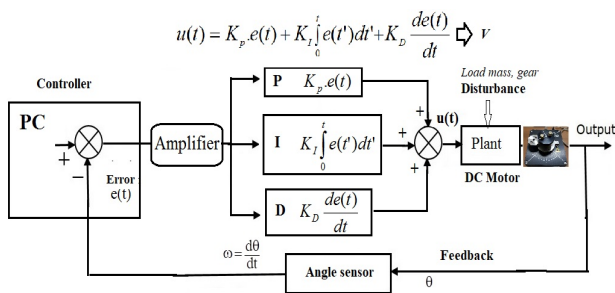 u(t) = K_p.e(t) + K_I ∫_0^t e(t')dt' + K_D de(t)/dt ⇨ V
Controller
PC
+
−
Error
e(t)
Amplifier
P K_p.e(t)
I K_I ∫_0^t e(t')dt'
D K_D de(t)/dt
+
+
+
u(t)
Load mass, gear
Disturbance
Plant
DC Motor
Output
ω=dθ/dt
Angle sensor
Feedback
θ